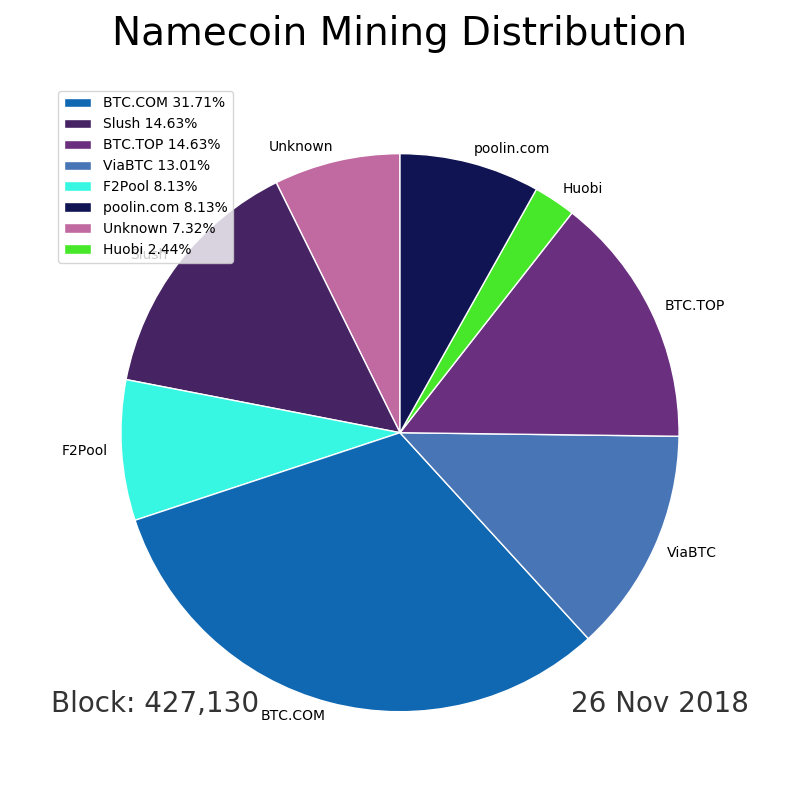 Namecoin Mining Distribution
BTC.COM 31.71%
Slush 14.63%
BTC.TOP 14.63%
ViaBTC 13.01%
F2Pool 8.13%
poolin.com 8.13%
Unknown 7.32%
Huobi 2.44%
Unknown
poolin.com
Huobi
Slush
BTC.TOP
F2Pool
ViaBTC
Block: 427,130
26 Nov 2018
BTC.COM